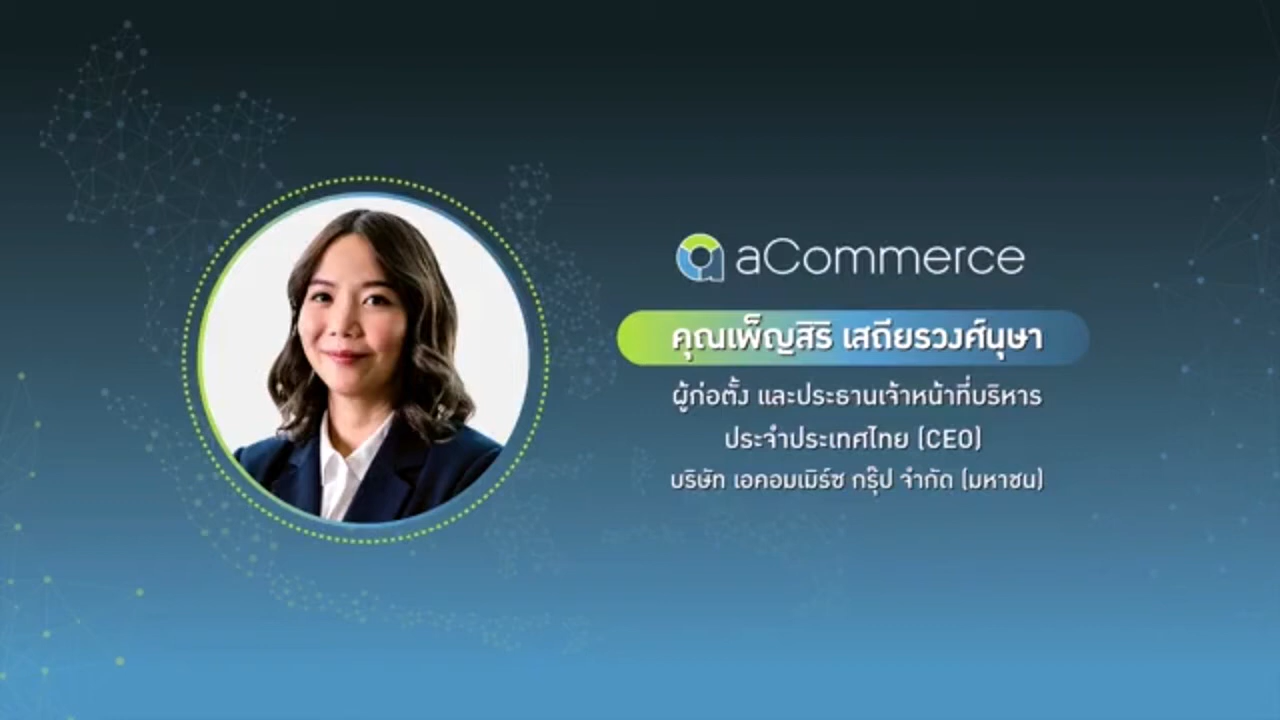 aCommerce
คุณเพ็ญสิริ เสถียรวงศ์นุษา
ผู้ก่อตั้ง และประธานเจ้าหน้าที่บริหาร
ประจำประเทศไทย (CEO)
บริษัท เอคอมเมิร์ซ กรุ๊ป จำกัด (มหาชน)